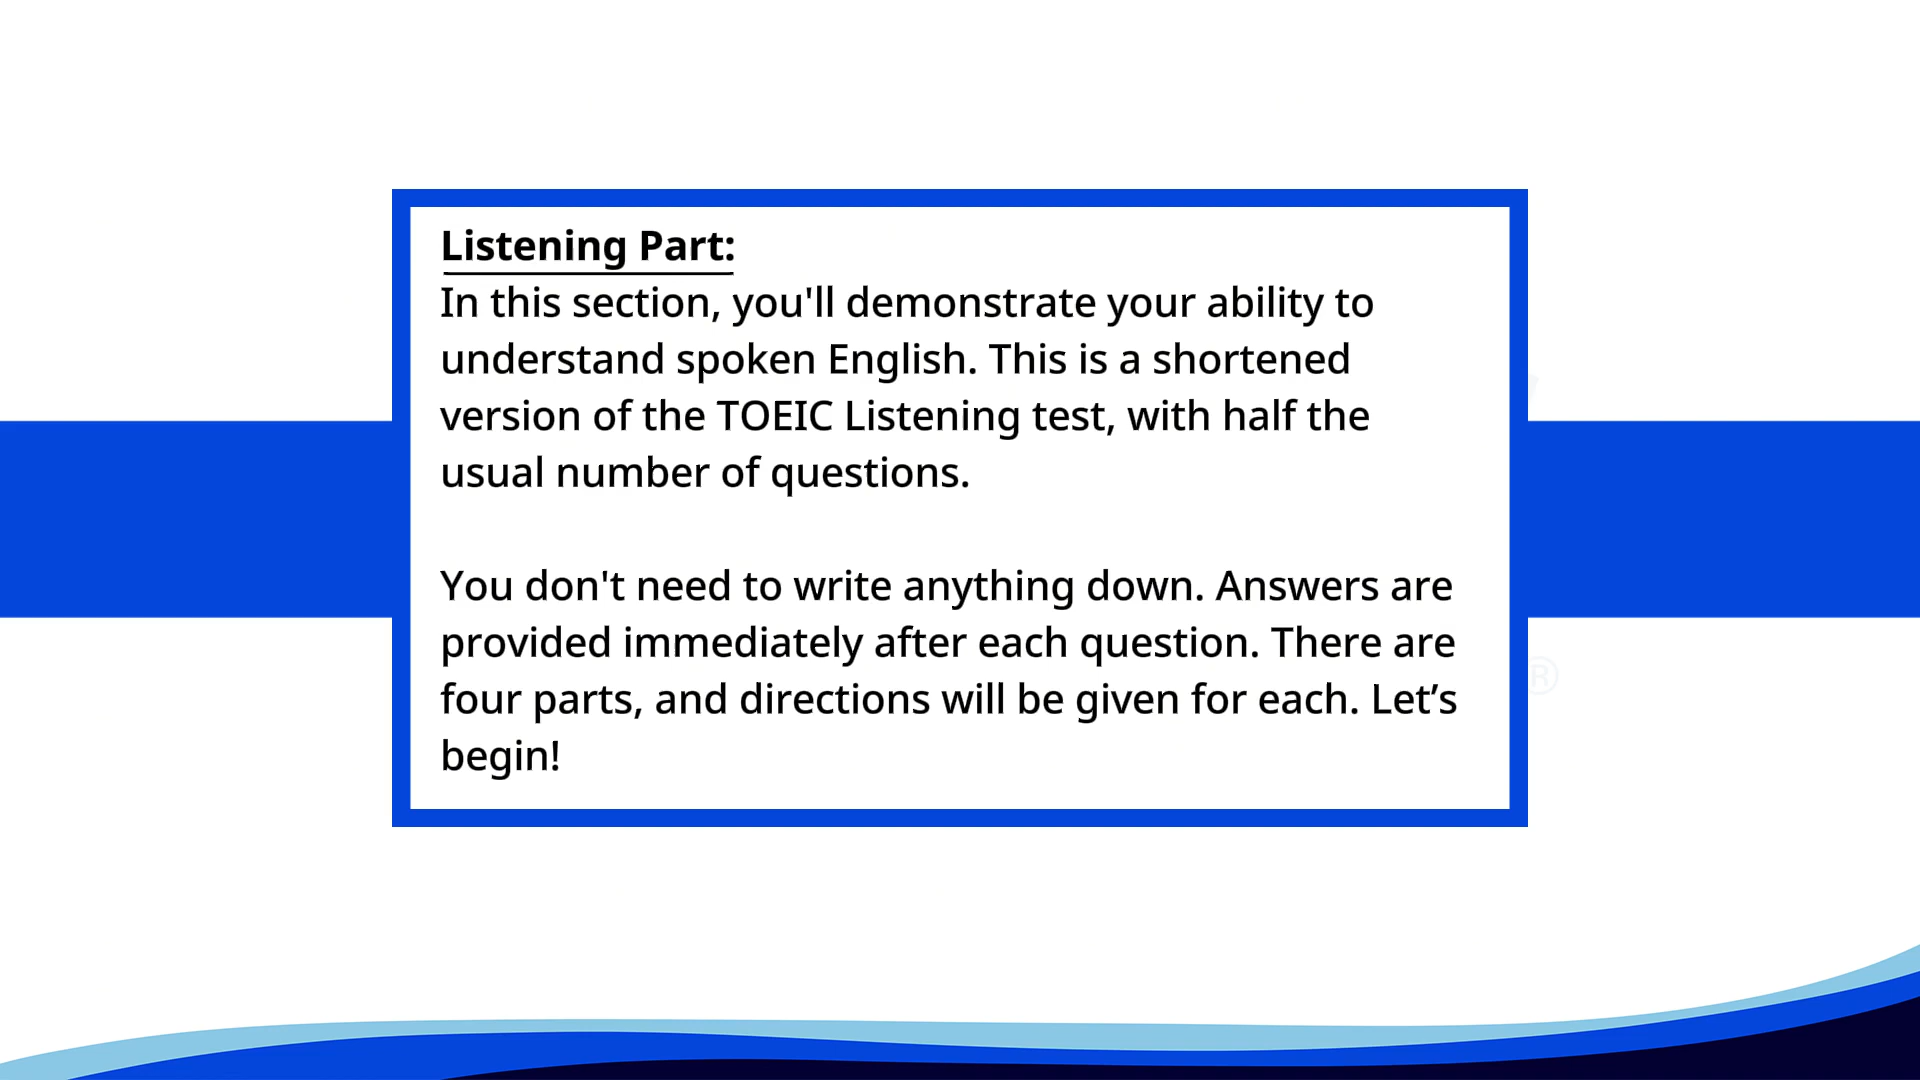 Listening Part:
In this section, you'll demonstrate your ability to
understand spoken English. This is a shortened
version of the TOEIC Listening test, with half the
usual number of questions.
You don't need to write anything down. Answers are
provided immediately after each question. There are
four parts, and directions will be given for each. Let’s
begin!
®